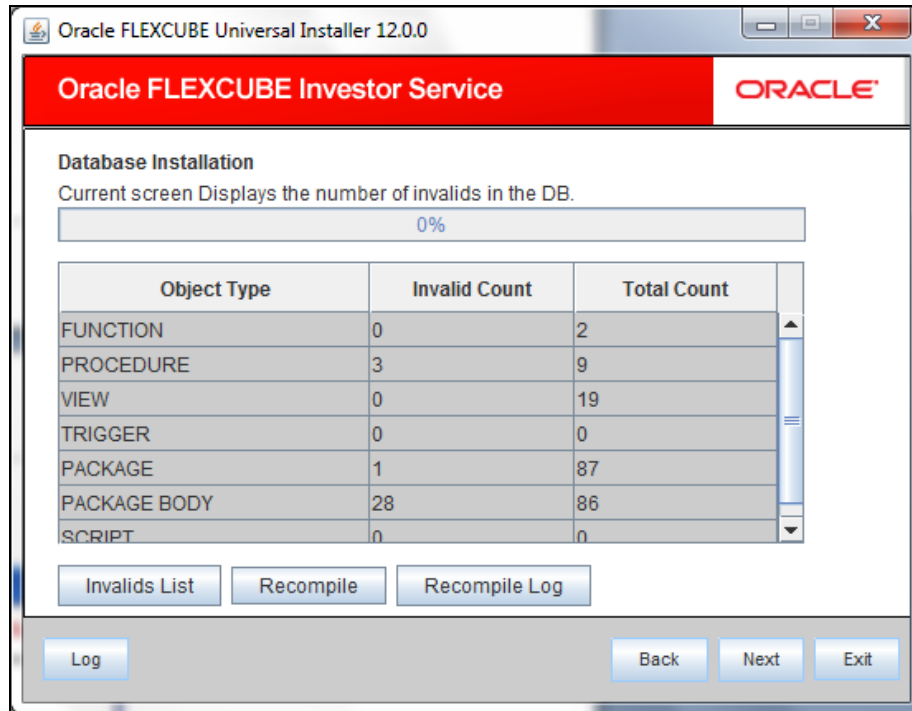 Oracle FLEXCUBE Universal Installer 12.0.0
Oracle FLEXCUBE Investor Service
ORACLE
Database Installation
Current screen Displays the number of invalids in the DB.
0%
Object Type Invalid Count Total Count
FUNCTION 0 2
PROCEDURE 3 9
VIEW 0 19
TRIGGER 0 0
PACKAGE 1 87
PACKAGE BODY 28 86
SCRIPT 0 0
Invalids List Recompile Recompile Log
Log Back Next Exit